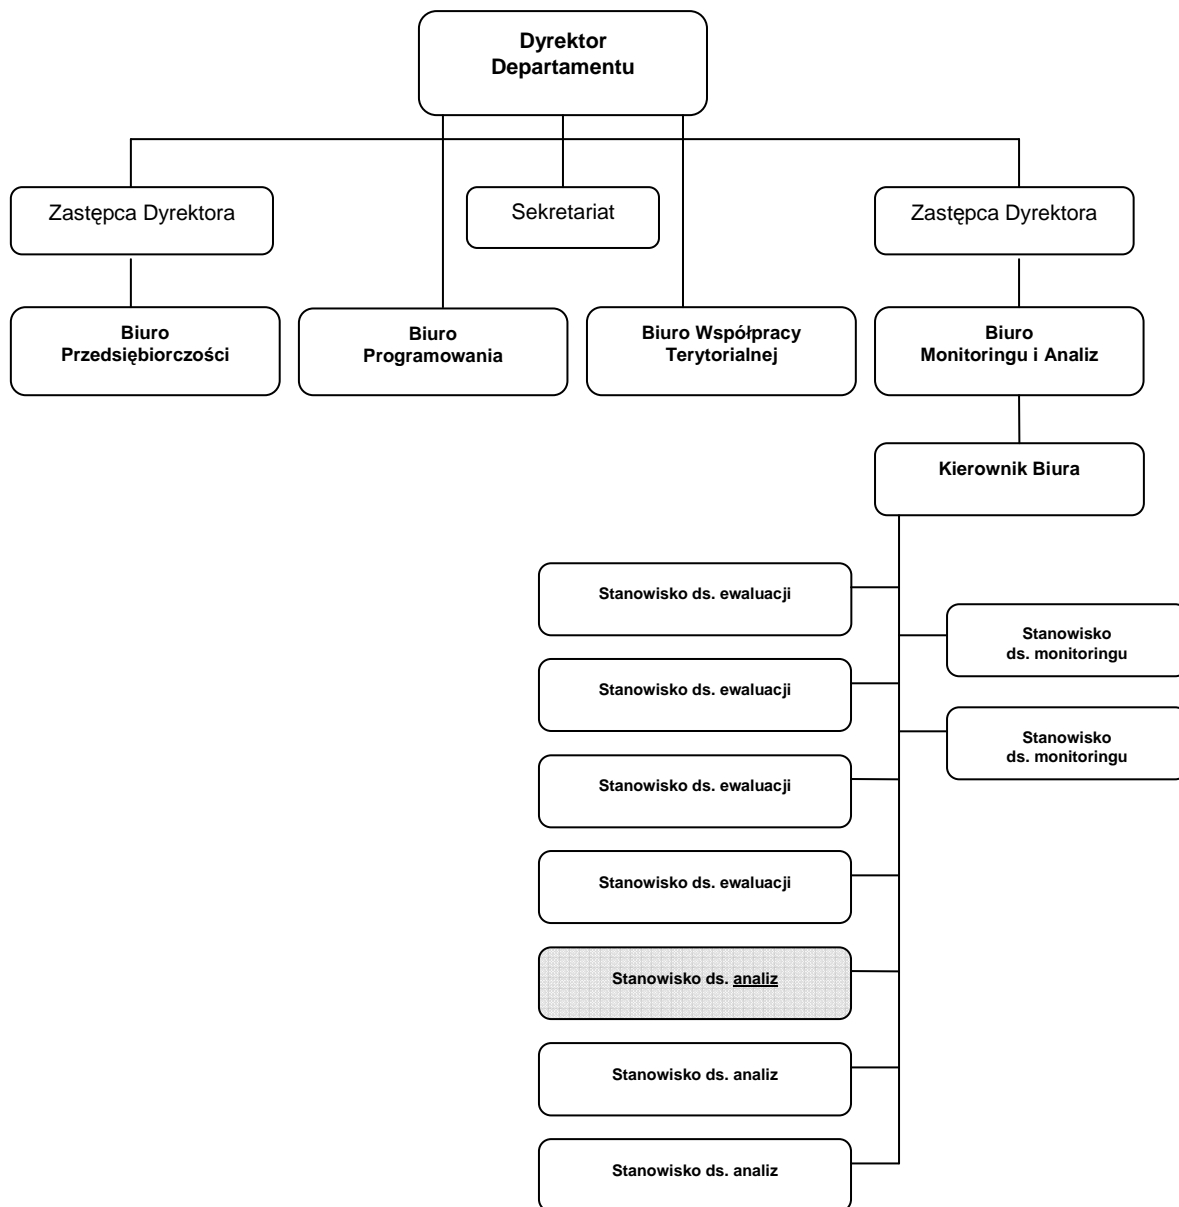 Dyrektor
Departamentu
Zastępca Dyrektora
Sekretariat
Zastępca Dyrektora
Biuro
Przedsiębiorczości
Biuro
Programowania
Biuro Współpracy
Terytorialnej
Biuro
Monitoringu i Analiz
Kierownik Biura
Stanowisko ds. ewaluacji
Stanowisko
ds. monitoringu
Stanowisko ds. ewaluacji
Stanowisko
ds. monitoringu
Stanowisko ds. ewaluacji
Stanowisko ds. ewaluacji
Stanowisko ds. analiz
Stanowisko ds. analiz
Stanowisko ds. analiz